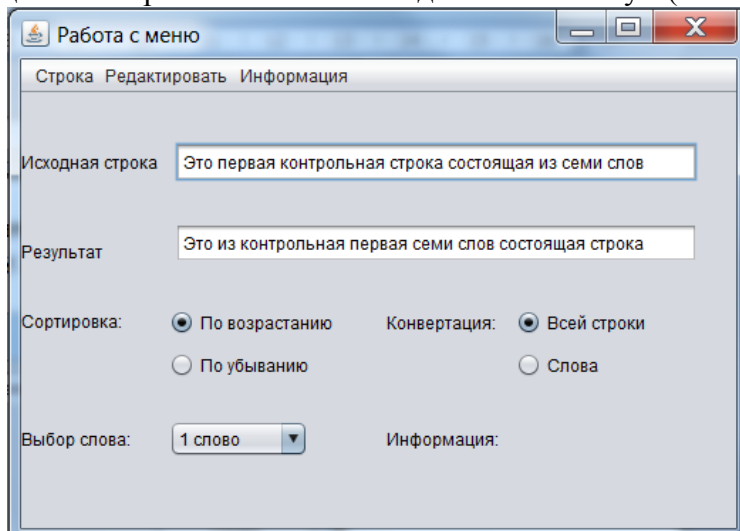 Работа с меню
Строка Редактировать Информация
Исходная строка Это первая контрольная строка состоящая из семи слов
Результат Это из контрольная первая семи слов состоящая строка
Сортировка: По возрастанию Конвертация: Всей строки
По убыванию Слова
Выбор слова: 1 слово Информация: